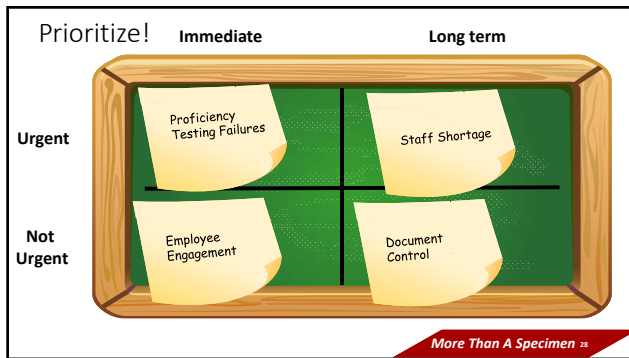 Prioritize!
Immediate
Long term
Urgent
Proficiency
Testing Failures
Staff Shortage
Not
Urgent
Employee
Engagement
Document
Control
More Than A Specimen 28